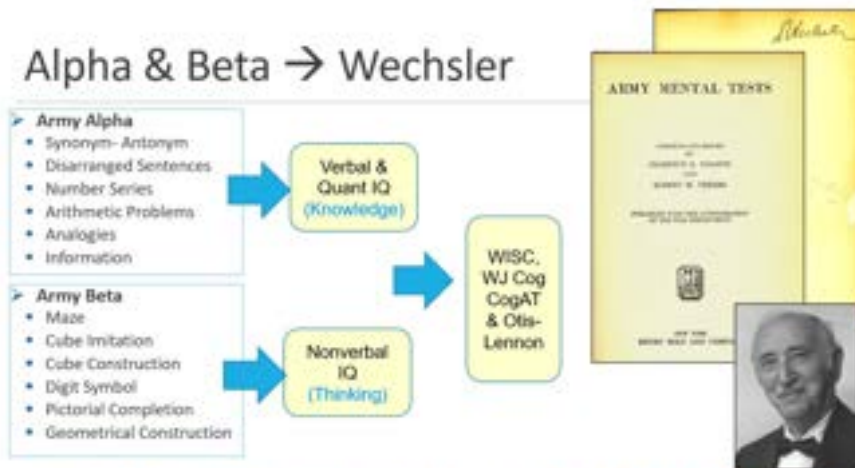 Alpha & Beta → Wechsler
➢ Army Alpha
• Synonym- Antonym
• Disarranged Sentences
• Number Series
• Arithmetic Problems
• Analogies
• Information
➢ Army Beta
• Maze
• Cube Imitation
• Cube Construction
• Digit Symbol
• Pictorial Completion
• Geometrical Construction
Verbal &
Quant IQ
(Knowledge)
Nonverbal
IQ
(Thinking)
WISC,
WJ Cog
CogAT
& Otis-
Lennon
ARMY MENTAL TESTS